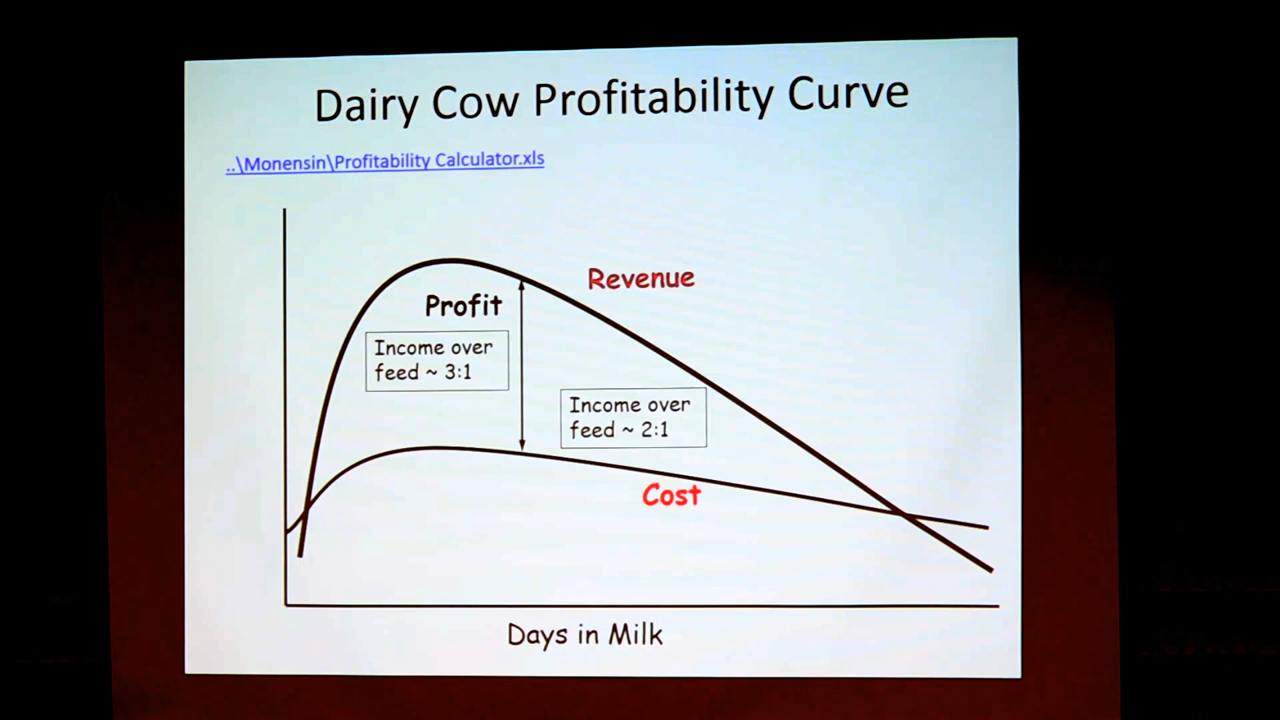 Dairy Cow Profitability Curve
..\Monensin\Profitability Calculator.xls
Revenue
Profit
Income over
feed ~ 3:1
Income over
feed ~ 2:1
Cost
Days in Milk